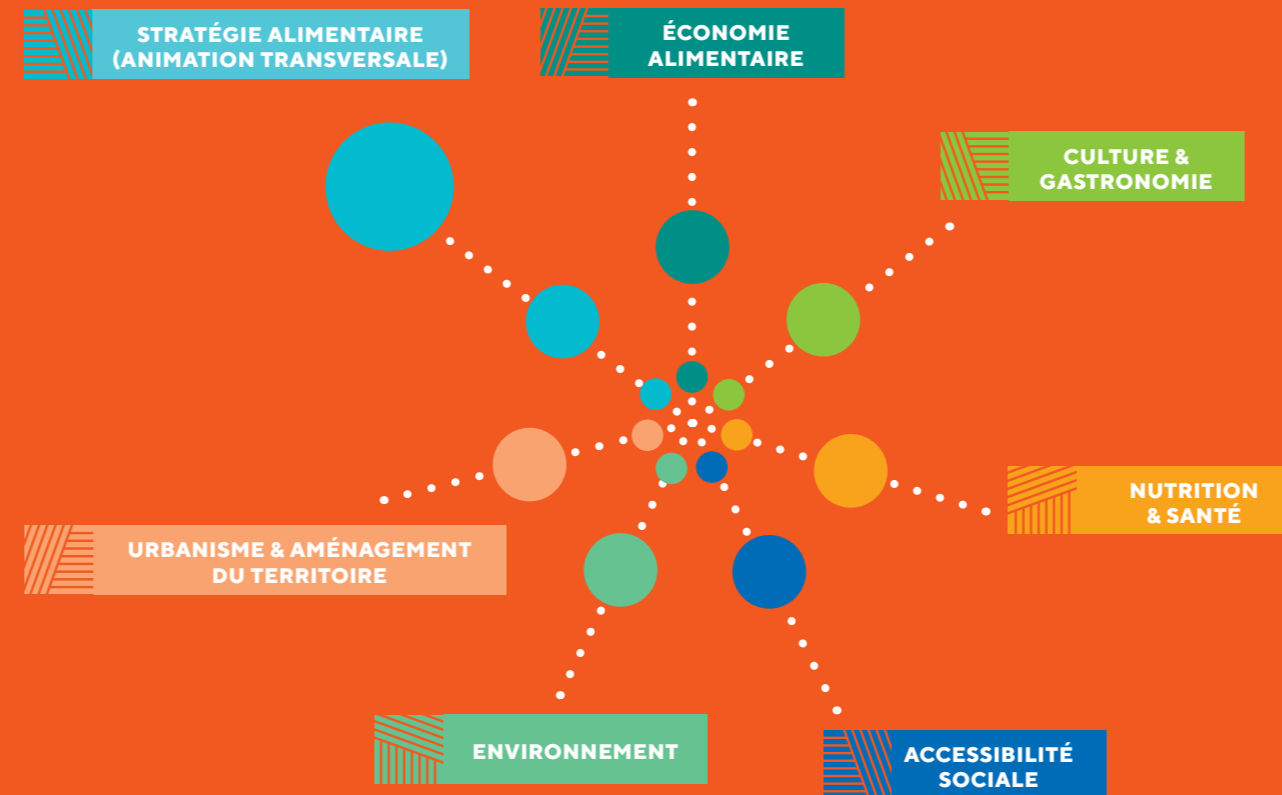 STRATÉGIE ALIMENTAIRE
(ANIMATION TRANSVERSALE)
ÉCONOMIE
ALIMENTAIRE
CULTURE &
GASTRONOMIE
NUTRITION
& SANTÉ
URBANISME & AMÉNAGEMENT
DU TERRITOIRE
ENVIRONNEMENT
ACCESSIBILITÉ
SOCIALE